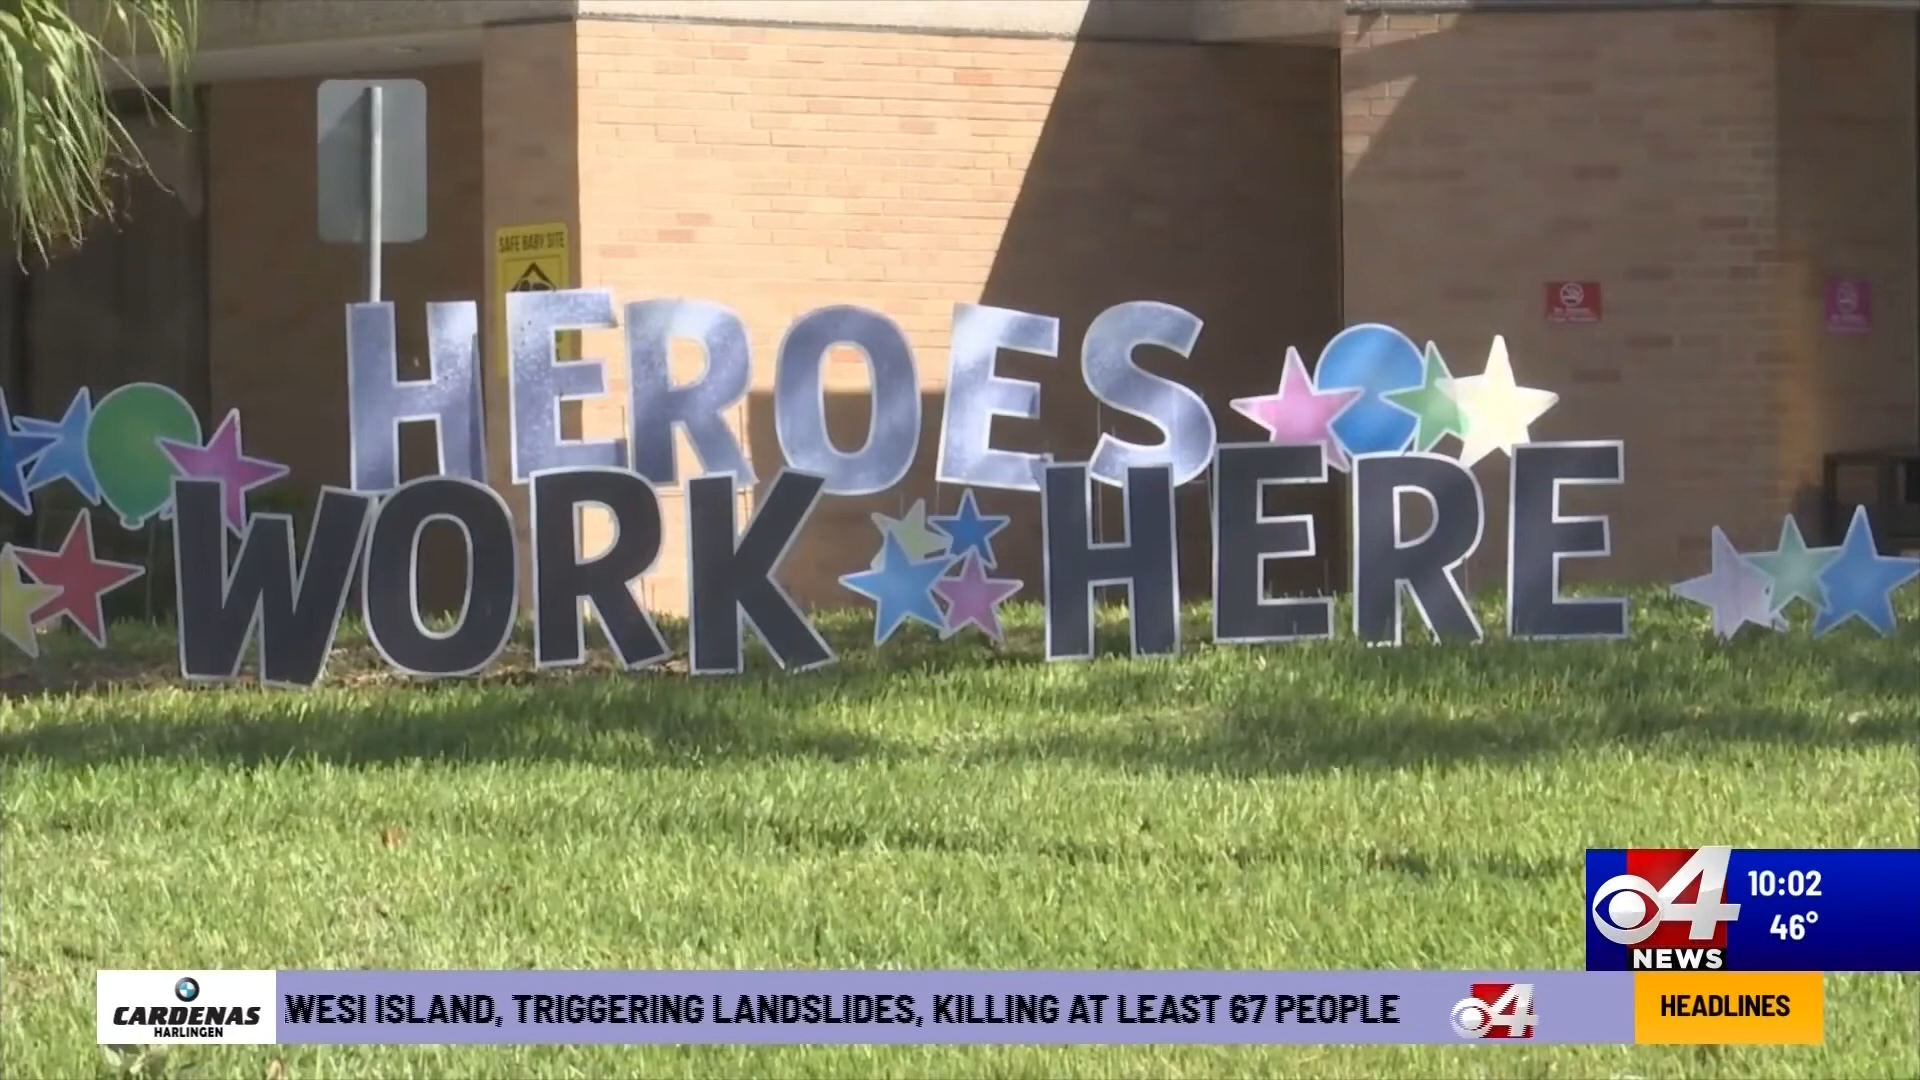 SAFE BABY SITE
HEROES
WORK HERE
4
10:02
46°
NEWS
CARDENAS
HARLINGEN
WESI ISLAND, TRIGGERING LANDSLIDES, KILLING AT LEAST 67 PEOPLE
4
HEADLINES